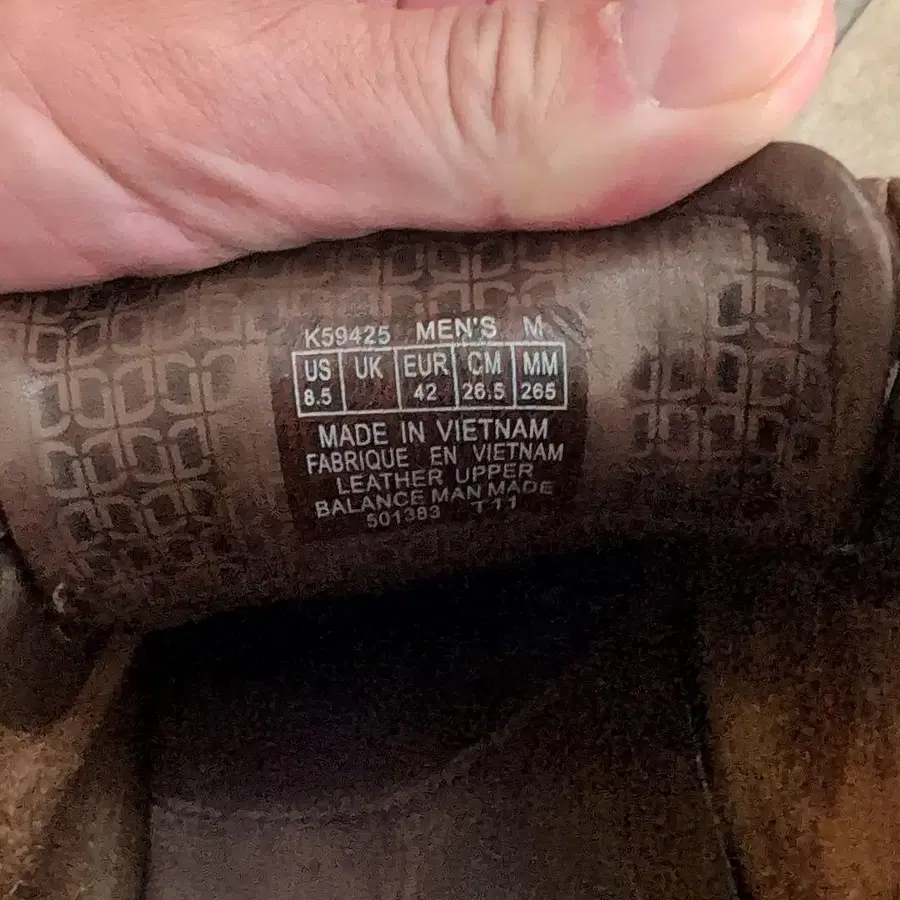 K59425 MEN'S M
US UK EUR CM MM
8.5 42 26.5 265
MADE IN VIETNAM
FABRIQUE EN VIETNAM
LEATHER UPPER
BALANCE MAN MADE
501383 T11